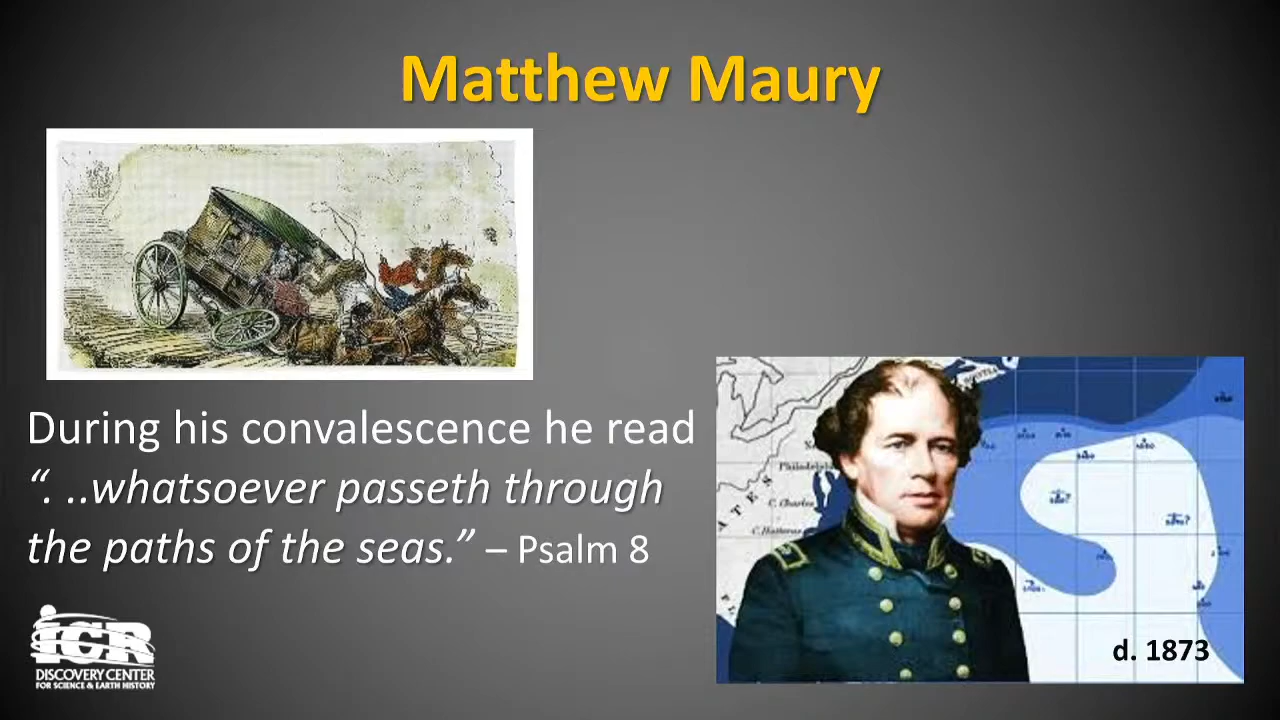 Matthew Maury
During his convalescence he read
“. ..whatsoever passeth through
the paths of the seas.” – Psalm 8
Philadelphia
C. Charles
C. Hatteras
d. 1873
ICR
DISCOVERY CENTER
FOR SCIENCE & EARTH HISTORY